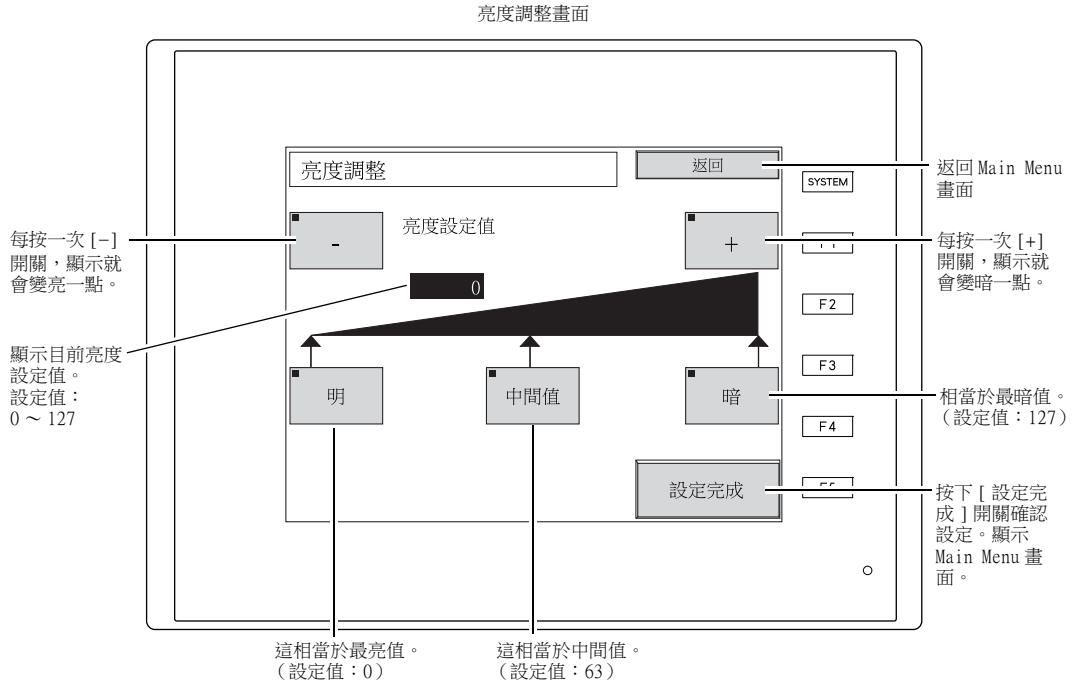 亮度調整畫面
亮度調整
返回
返回 Main Menu
畫面
SYSTEM
每按一次 [−]
開關，顯示就
會變亮一點。
-
亮度設定值
+
每按一次 [+]
開關，顯示就
會變暗一點。
F1
0
F2
顯示目前亮度
設定值。
設定值：
0 ～ 127
F3
明
中間值
暗
相當於最暗值。
（設定值：127）
F4
設定完成
F5
按下 [ 設定完
成 ] 開關確認
設定。顯示
Main Menu 畫
面。
這相當於最亮值。
（設定值：0）
這相當於中間值。
（設定值：63）